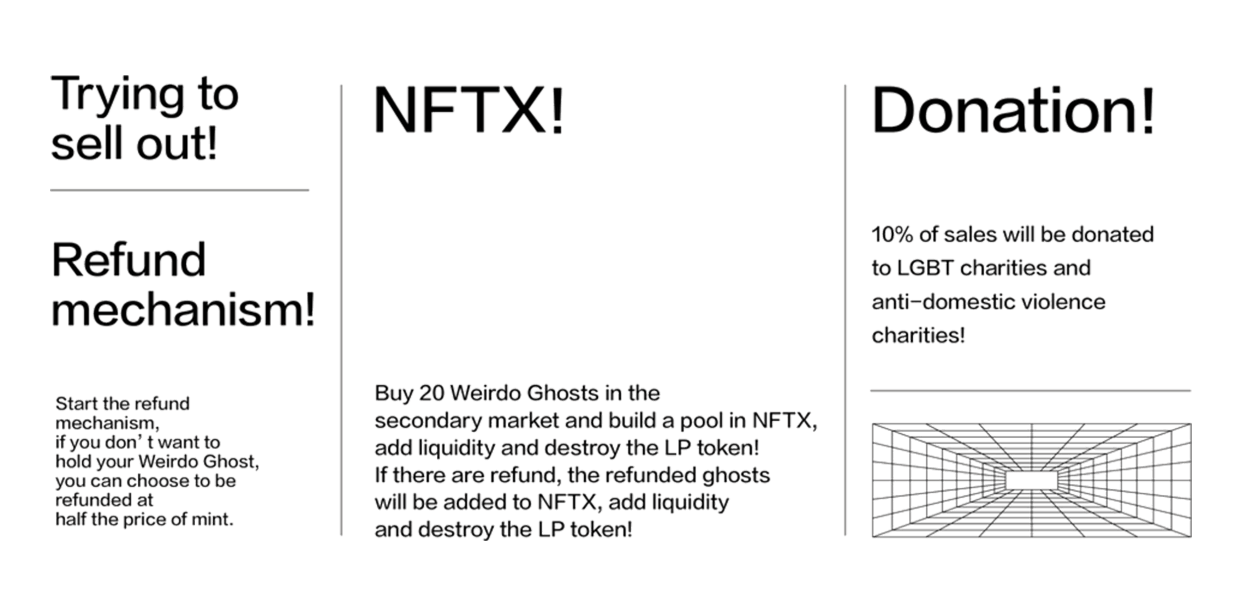 Trying to
sell out!
Refund
mechanism!
Start the refund
mechanism,
if you don’t want to
hold your Weirdo Ghost,
you can choose to be
refunded at
half the price of mint.
NFTX!
Buy 20 Weirdo Ghosts in the
secondary market and build a pool in NFTX,
add liquidity and destroy the LP token!
If there are refund, the refunded ghosts
will be added to NFTX, add liquidity
and destroy the LP token!
Donation!
10% of sales will be donated
to LGBT charities and
anti-domestic violence
charities!